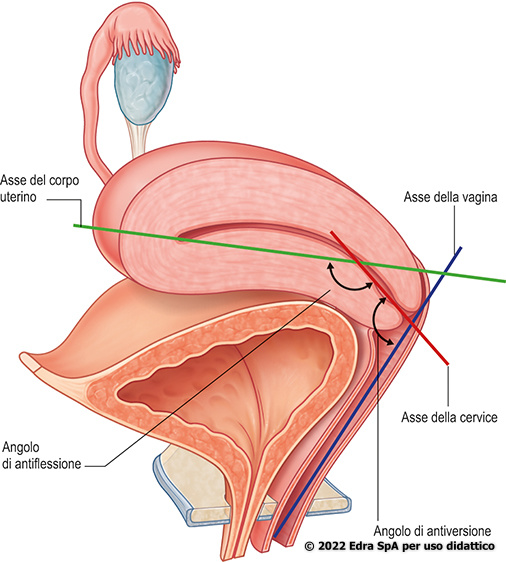 Asse del corpo
uterino
Asse della vagina
Asse della cervice
Angolo
di antiflessione
Angolo di antiversione
© 2022 Edra SpA per uso didattico